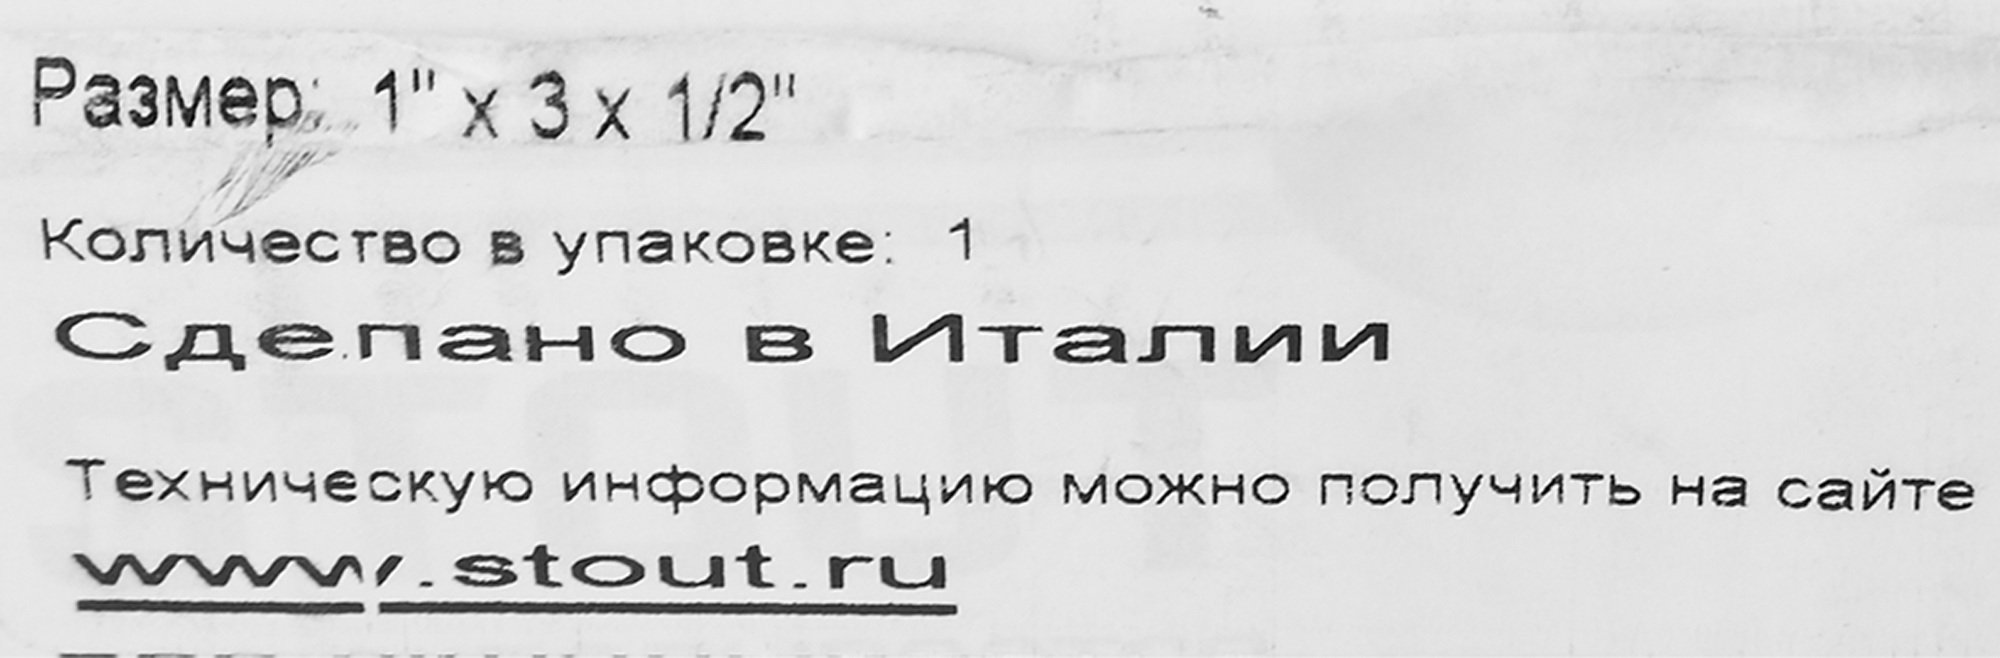 Размер: 1" x 3 x 1/2"
Количество в упаковке: 1
Сделано в Италии
Техническую информацию можно получить на сайте
www.stout.ru
STOUT